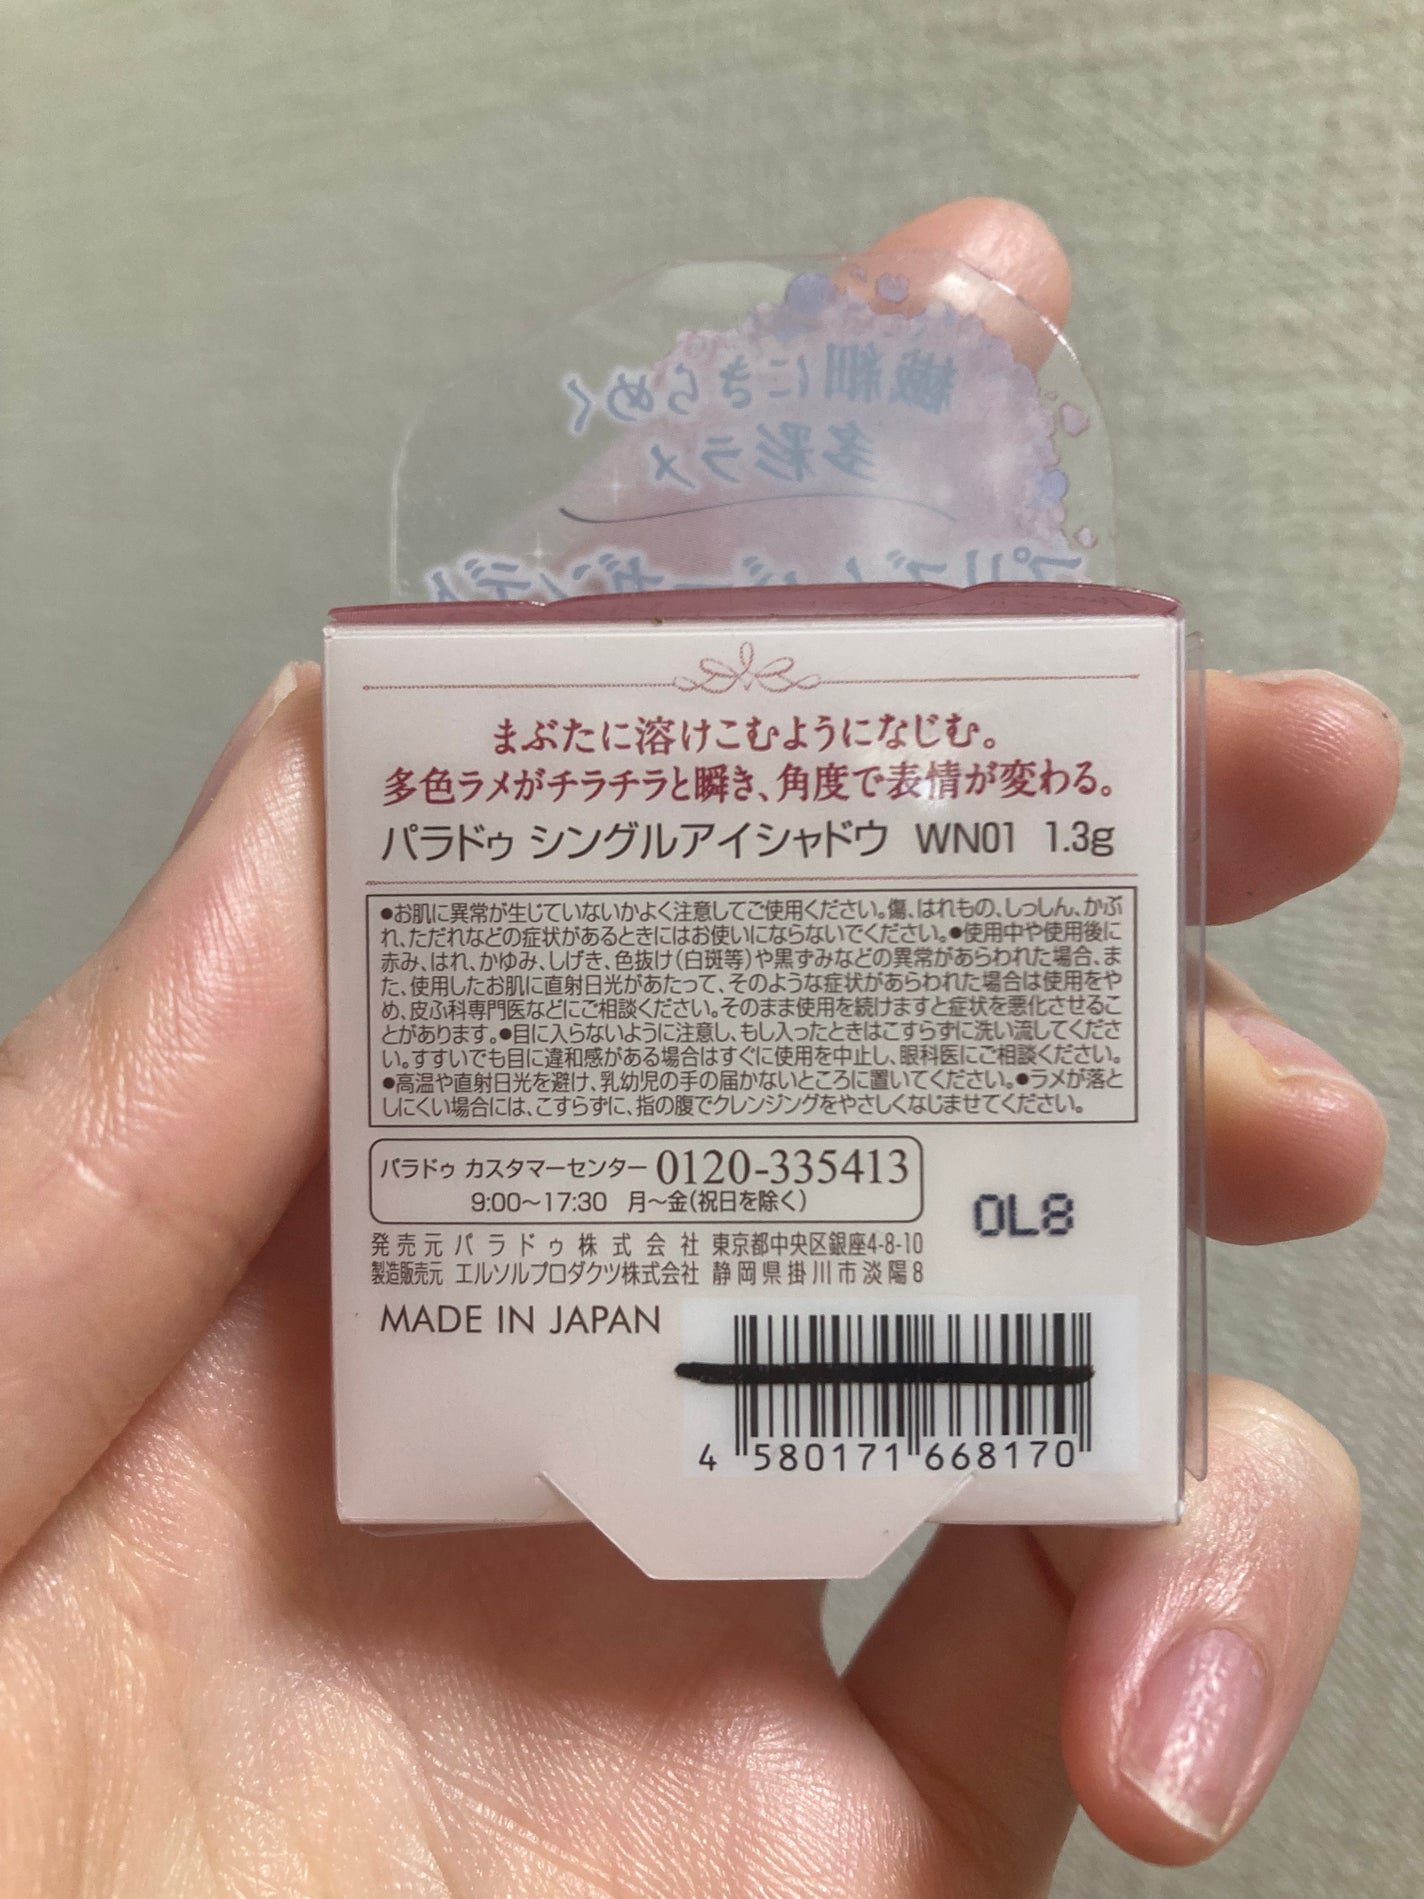 繊細にきらめく
多彩ラメ
まぶたに溶けこむようになじむ。
多色ラメがチラチラと瞬き、角度で表情が変わる。
パラドゥ シングルアイシャドウ WN01 1.3g
●お肌に異常が生じていないかよく注意してご使用ください。傷、はれもの、しっしん、かぶ
れ、ただれなどの症状があるときにはお使いにならないでください。●使用中や使用後に
赤み、はれ、かゆみ、しげき、色抜け(白斑等)や黒ずみなどの異常があらわれた場合、ま
た、使用したお肌に直射日光があたって、そのような症状があらわれた場合は使用をや
め、皮ふ科専門医などにご相談ください。そのまま使用を続けますと症状を悪化させるこ
とがあります。●目に入らないように注意し、もし入ったときはこすらずに洗い流してくださ
い。すすいでも目に違和感がある場合はすぐに使用を中止し、眼科医にご相談ください。
●高温や直射日光を避け、乳幼児の手の届かないところに置いてください。●ラメが落と
しにくい場合には、こすらずに、指の腹でクレンジングをやさしくなじませてください。
パラドゥ カスタマーセンター 0120-335413
9:00〜17:30 月〜金(祝日を除く)
OL8
発売元 パラドゥ株式会社 東京都中央区銀座4-8-10
製造販売元 エルソルプロダクツ株式会社 静岡県掛川市淡陽8
MADE IN JAPAN
4 580171 668170